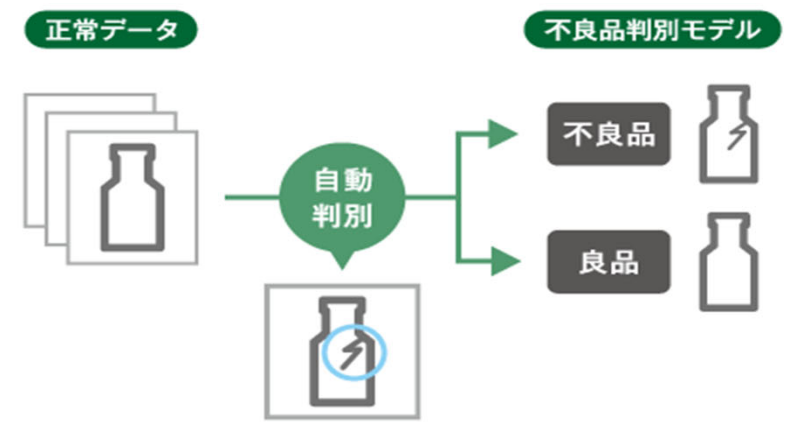 正常データ
不良品判別モデル
自動
判別
不良品
良品